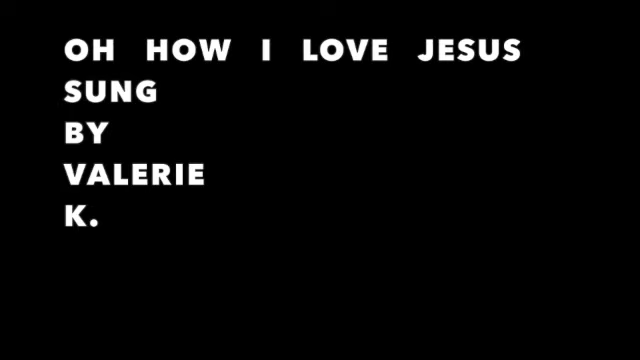 OH HOW I LOVE JESUS
SUNG
BY
VALERIE
K.